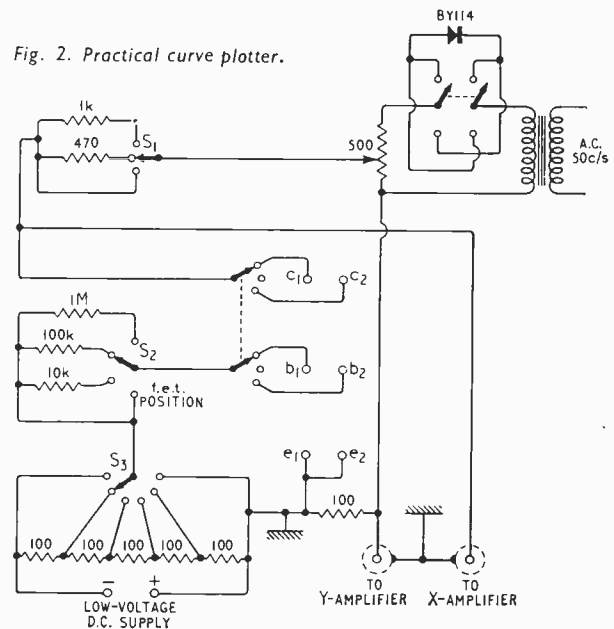 Fig. 2. Practical curve plotter.
BY114
1k
S1
470
500
A.C.
50c/s
c1
c2
1M
100k
S2
10k
f.e.t.
POSITION
b1
b2
S3
e1
e2
100
100
100
100
100
100
− +
LOW-VOLTAGE
D.C. SUPPLY
TO
Y-AMPLIFIER
TO
X-AMPLIFIER